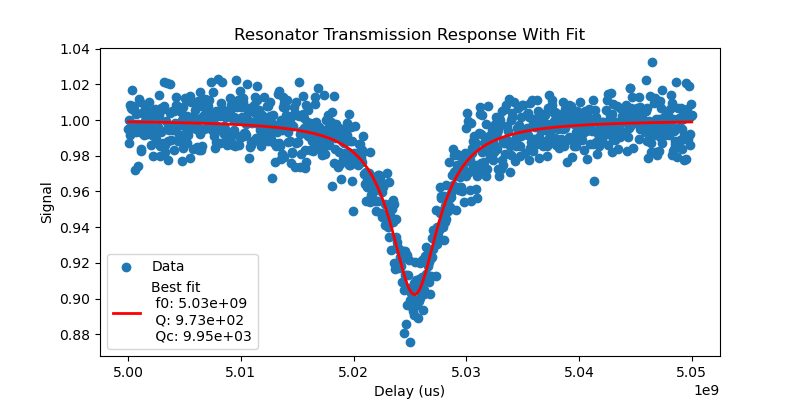 Resonator Transmission Response With Fit
1.04
1.02
1.00
0.98
0.96
0.94
0.92
0.90
0.88
Signal
Data
Best fit
f0: 5.03e+09
Q: 9.73e+02
Qc: 9.95e+03
5.00 5.01 5.02 5.03 5.04 5.05
1e9
Delay (us)